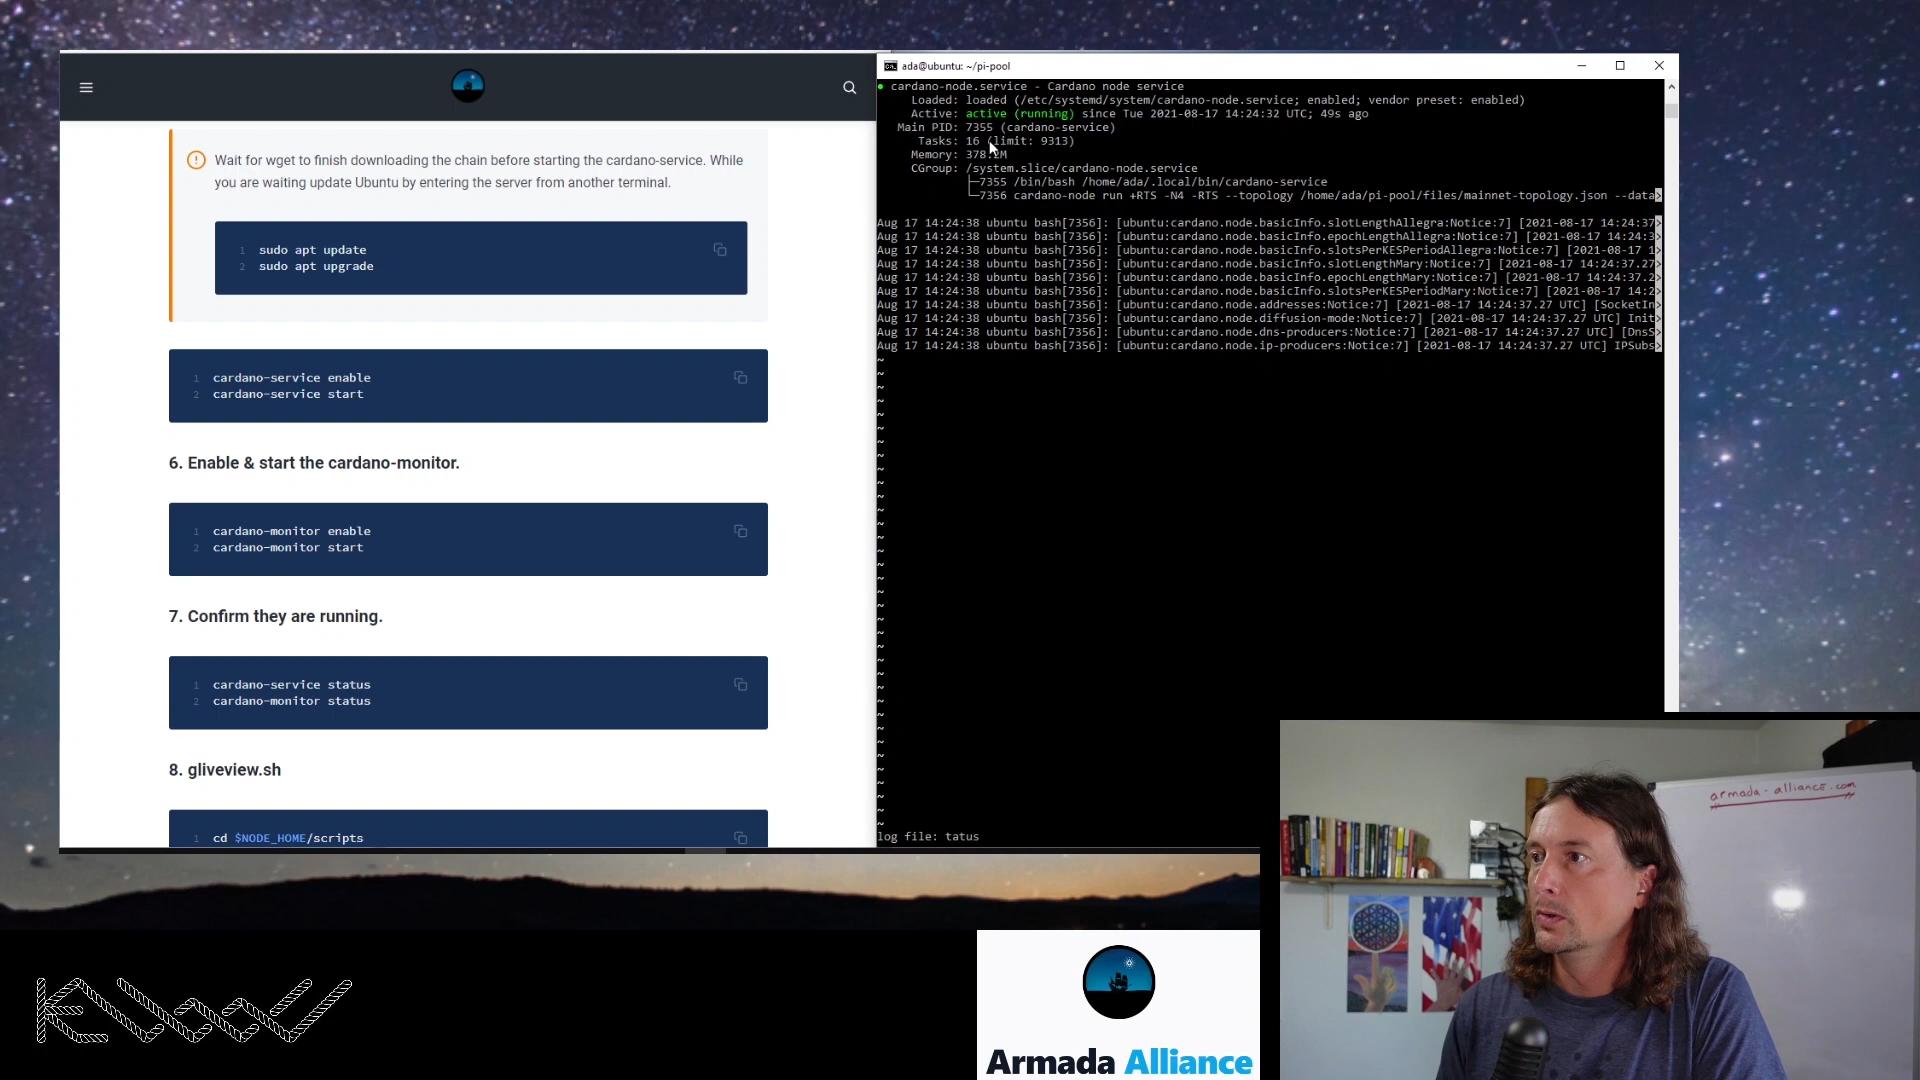 Wait for wget to finish downloading the chain before starting the cardano-service. While
you are waiting update Ubuntu by entering the server from another terminal.
1 sudo apt update
2 sudo apt upgrade
1 cardano-service enable
2 cardano-service start
6. Enable & start the cardano-monitor.
1 cardano-monitor enable
2 cardano-monitor start
7. Confirm they are running.
1 cardano-service status
2 cardano-monitor status
8. gliveview.sh
1 cd $NODE_HOME/scripts
ada@ubuntu: ~/pi-pool
● cardano-node.service - Cardano node service
Loaded: loaded (/etc/systemd/system/cardano-node.service; enabled; vendor preset: enabled)
Active: active (running) since Tue 2021-08-17 14:24:32 UTC; 49s ago
Main PID: 7355 (cardano-service)
Tasks: 16 (limit: 9313)
Memory: 378.2M
CGroup: /system.slice/cardano-node.service
├─7355 /bin/bash /home/ada/.local/bin/cardano-service
└─7356 cardano-node run +RTS -N4 -RTS --topology /home/ada/pi-pool/files/mainnet-topology.json --data>
Aug 17 14:24:38 ubuntu bash[7356]: [ubuntu:cardano.node.basicInfo.slotLengthAllegra:Notice:7] [2021-08-17 14:24:37>
Aug 17 14:24:38 ubuntu bash[7356]: [ubuntu:cardano.node.basicInfo.epochLengthAllegra:Notice:7] [2021-08-17 14:24:3>
Aug 17 14:24:38 ubuntu bash[7356]: [ubuntu:cardano.node.basicInfo.slotsPerKESPeriodAllegra:Notice:7] [2021-08-17 1>
Aug 17 14:24:38 ubuntu bash[7356]: [ubuntu:cardano.node.basicInfo.slotLengthMary:Notice:7] [2021-08-17 14:24:37.27>
Aug 17 14:24:38 ubuntu bash[7356]: [ubuntu:cardano.node.basicInfo.epochLengthMary:Notice:7] [2021-08-17 14:24:37.2>
Aug 17 14:24:38 ubuntu bash[7356]: [ubuntu:cardano.node.basicInfo.slotsPerKESPeriodMary:Notice:7] [2021-08-17 14:2>
Aug 17 14:24:38 ubuntu bash[7356]: [ubuntu:cardano.node.addresses:Notice:7] [2021-08-17 14:24:37.27 UTC] [SocketIn>
Aug 17 14:24:38 ubuntu bash[7356]: [ubuntu:cardano.node.diffusion-mode:Notice:7] [2021-08-17 14:24:37.27 UTC] Init>
Aug 17 14:24:38 ubuntu bash[7356]: [ubuntu:cardano.node.dns-producers:Notice:7] [2021-08-17 14:24:37.27 UTC] [DnsS>
Aug 17 14:24:38 ubuntu bash[7356]: [ubuntu:cardano.node.ip-producers:Notice:7] [2021-08-17 14:24:37.27 UTC] IPSubs>
log file: tatus
armada-alliance.com
Armada Alliance